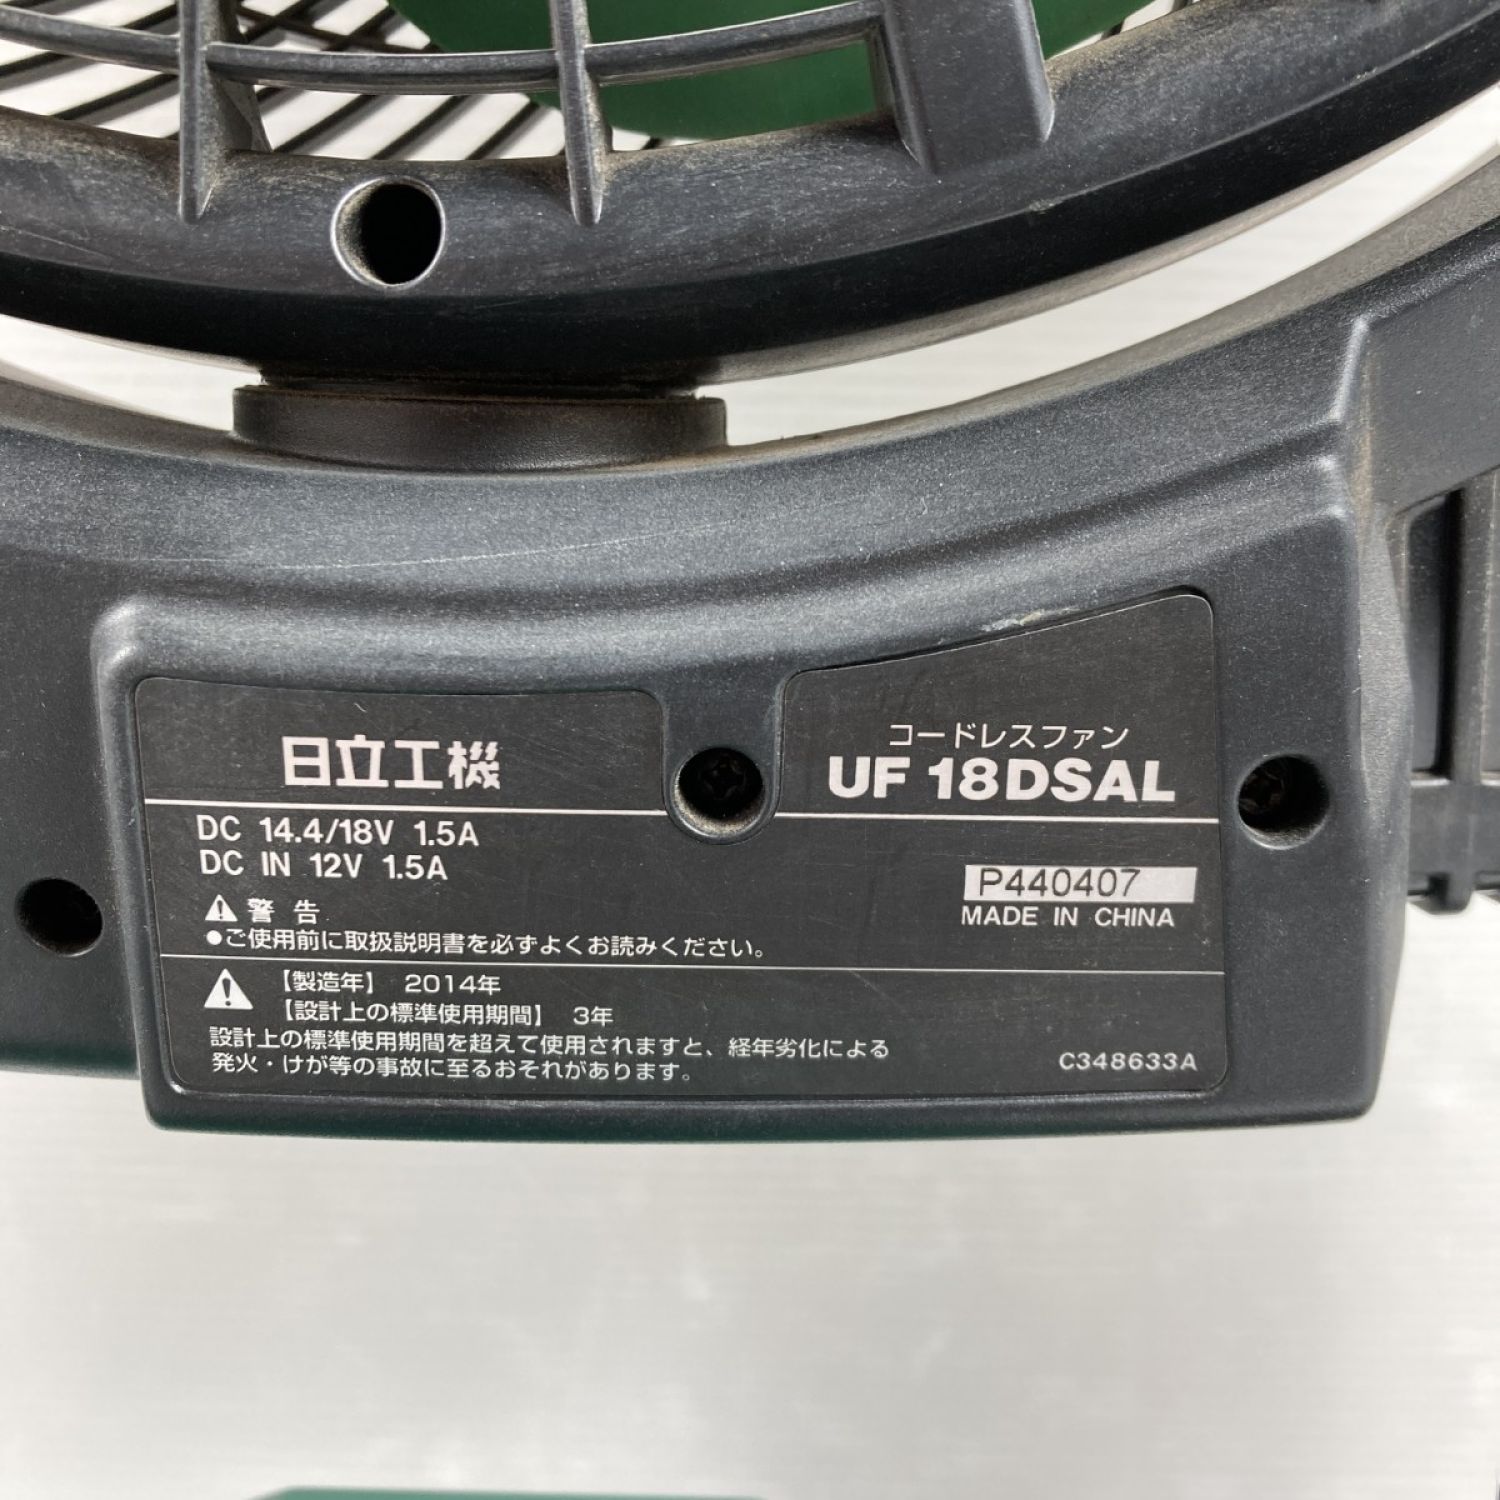 日立工機
コードレスファン
UF 18DSAL
DC 14.4/18V 1.5A
DC IN 12V 1.5A
P440407
MADE IN CHINA
⚠警告
●ご使用前に取扱説明書を必ずよくお読みください。
⚠【製造年】 2014年
【設計上の標準使用期間】 3年
設計上の標準使用期間を超えて使用されますと、経年劣化による
発火・けが等の事故に至るおそれがあります。
C348633A